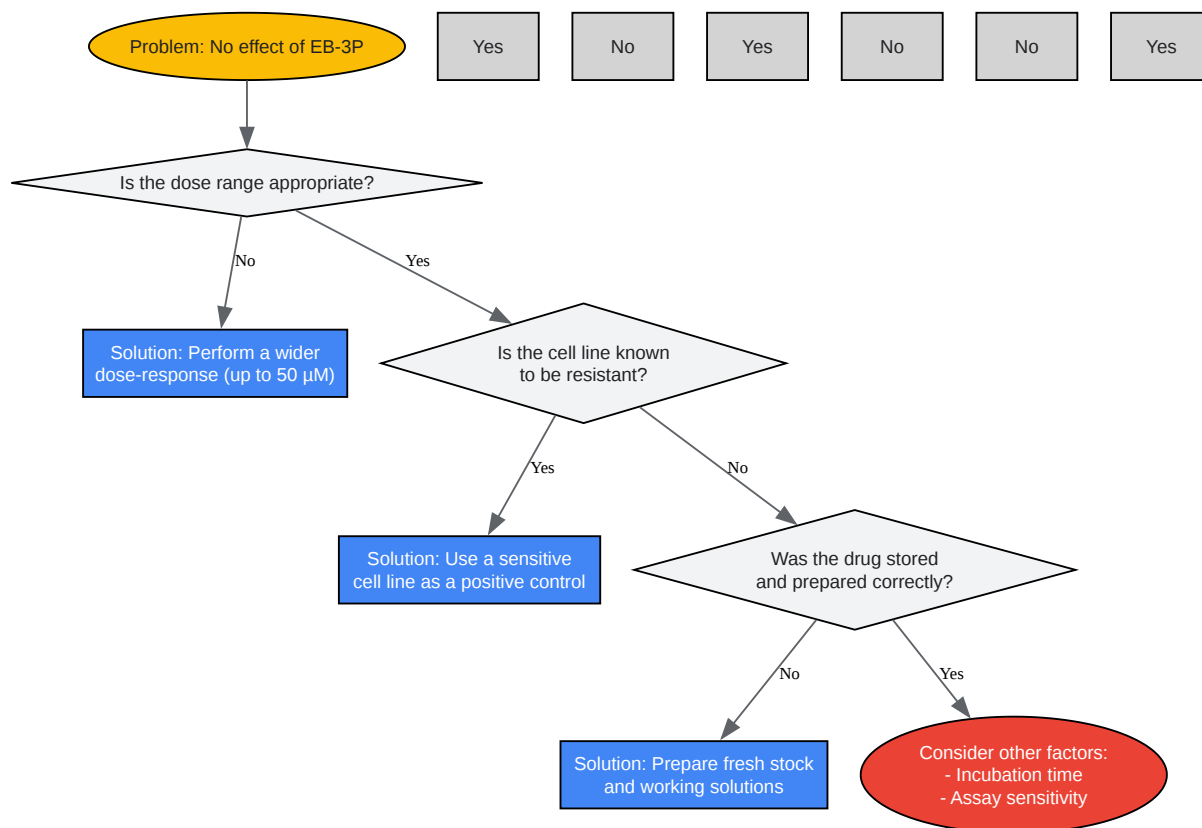 Problem: No effect of EB-3P
Yes
No
Yes
No
No
Yes
Is the dose range appropriate?
No
Yes
Solution: Perform a wider
dose-response (up to 50 µM)
Is the cell line known
to be resistant?
Yes
No
Solution: Use a sensitive
cell line as a positive control
Was the drug stored
and prepared correctly?
No
Yes
Solution: Prepare fresh stock
and working solutions
Consider other factors:
- Incubation time
- Assay sensitivity